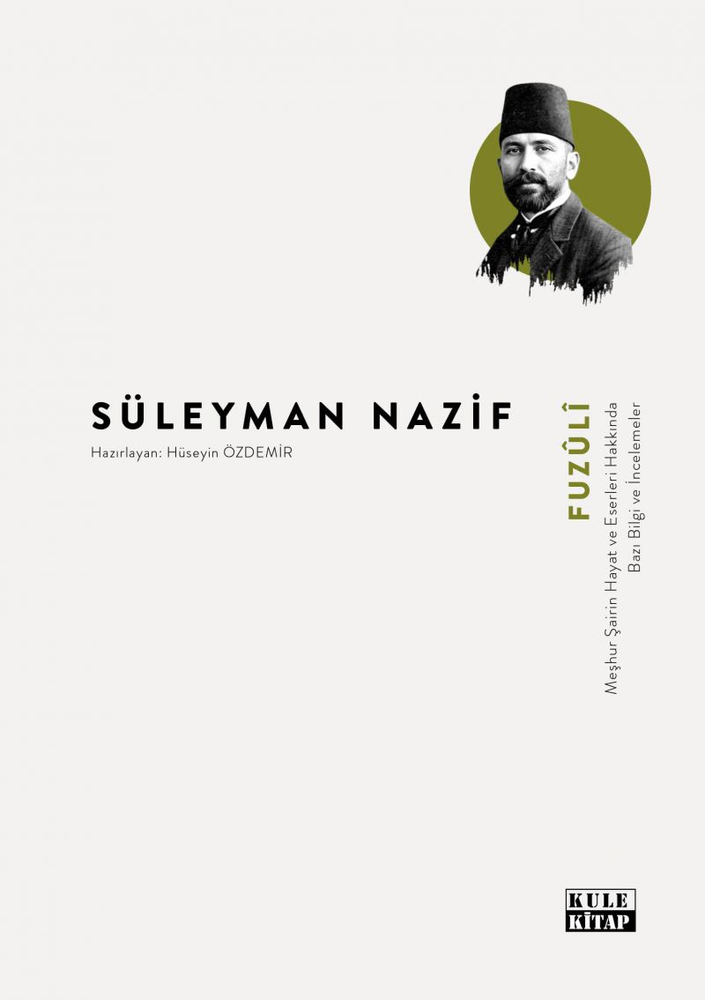 SÜLEYMAN NAZİF
Hazırlayan: Hüseyin ÖZDEMİR
FUZÛLÎ
Meşhur Şairin Hayat ve Eserleri Hakkında
Bazı Bilgi ve İncelemeler
KULE
KİTAP